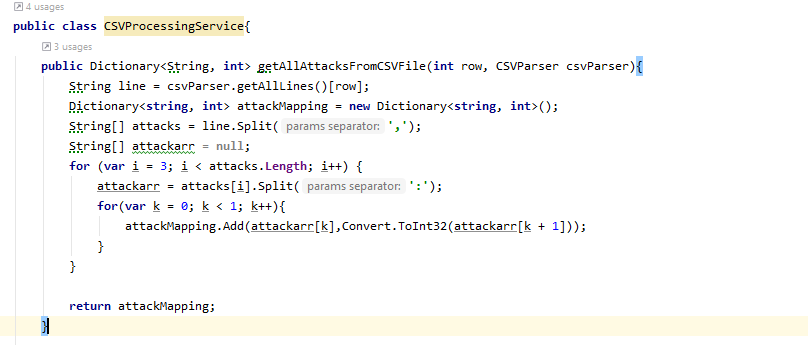 4 usages
public class CSVProcessingService{
3 usages
public Dictionary<String, int> getAllAttacksFromCSVFile(int row, CSVParser csvParser){
String line = csvParser.getAllLines()[row];
Dictionary<string, int> attackMapping = new Dictionary<string, int>();
String[] attacks = line.Split( params separator: ',');
String[] attackarr = null;
for (var i = 3; i < attacks.Length; i++) {
attackarr = attacks[i].Split( params separator: ':');
for(var k = 0; k < 1; k++){
attackMapping.Add(attackarr[k],Convert.ToInt32(attackarr[k + 1]));
}
}
return attackMapping;
}